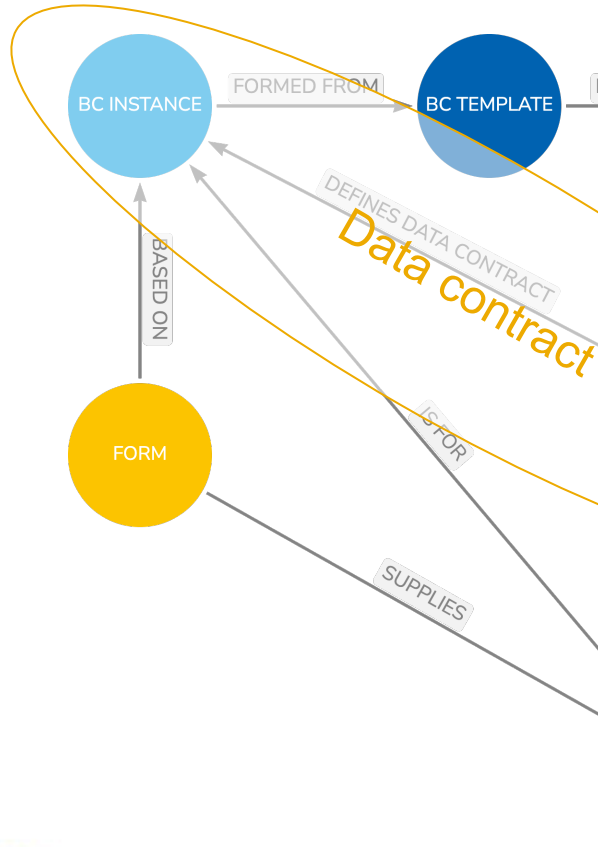 BC INSTANCE
FORMED FROM
BC TEMPLATE
DEFINES DATA CONTRACT
Data contract
BASED ON
IS FOR
FORM
SUPPLIES